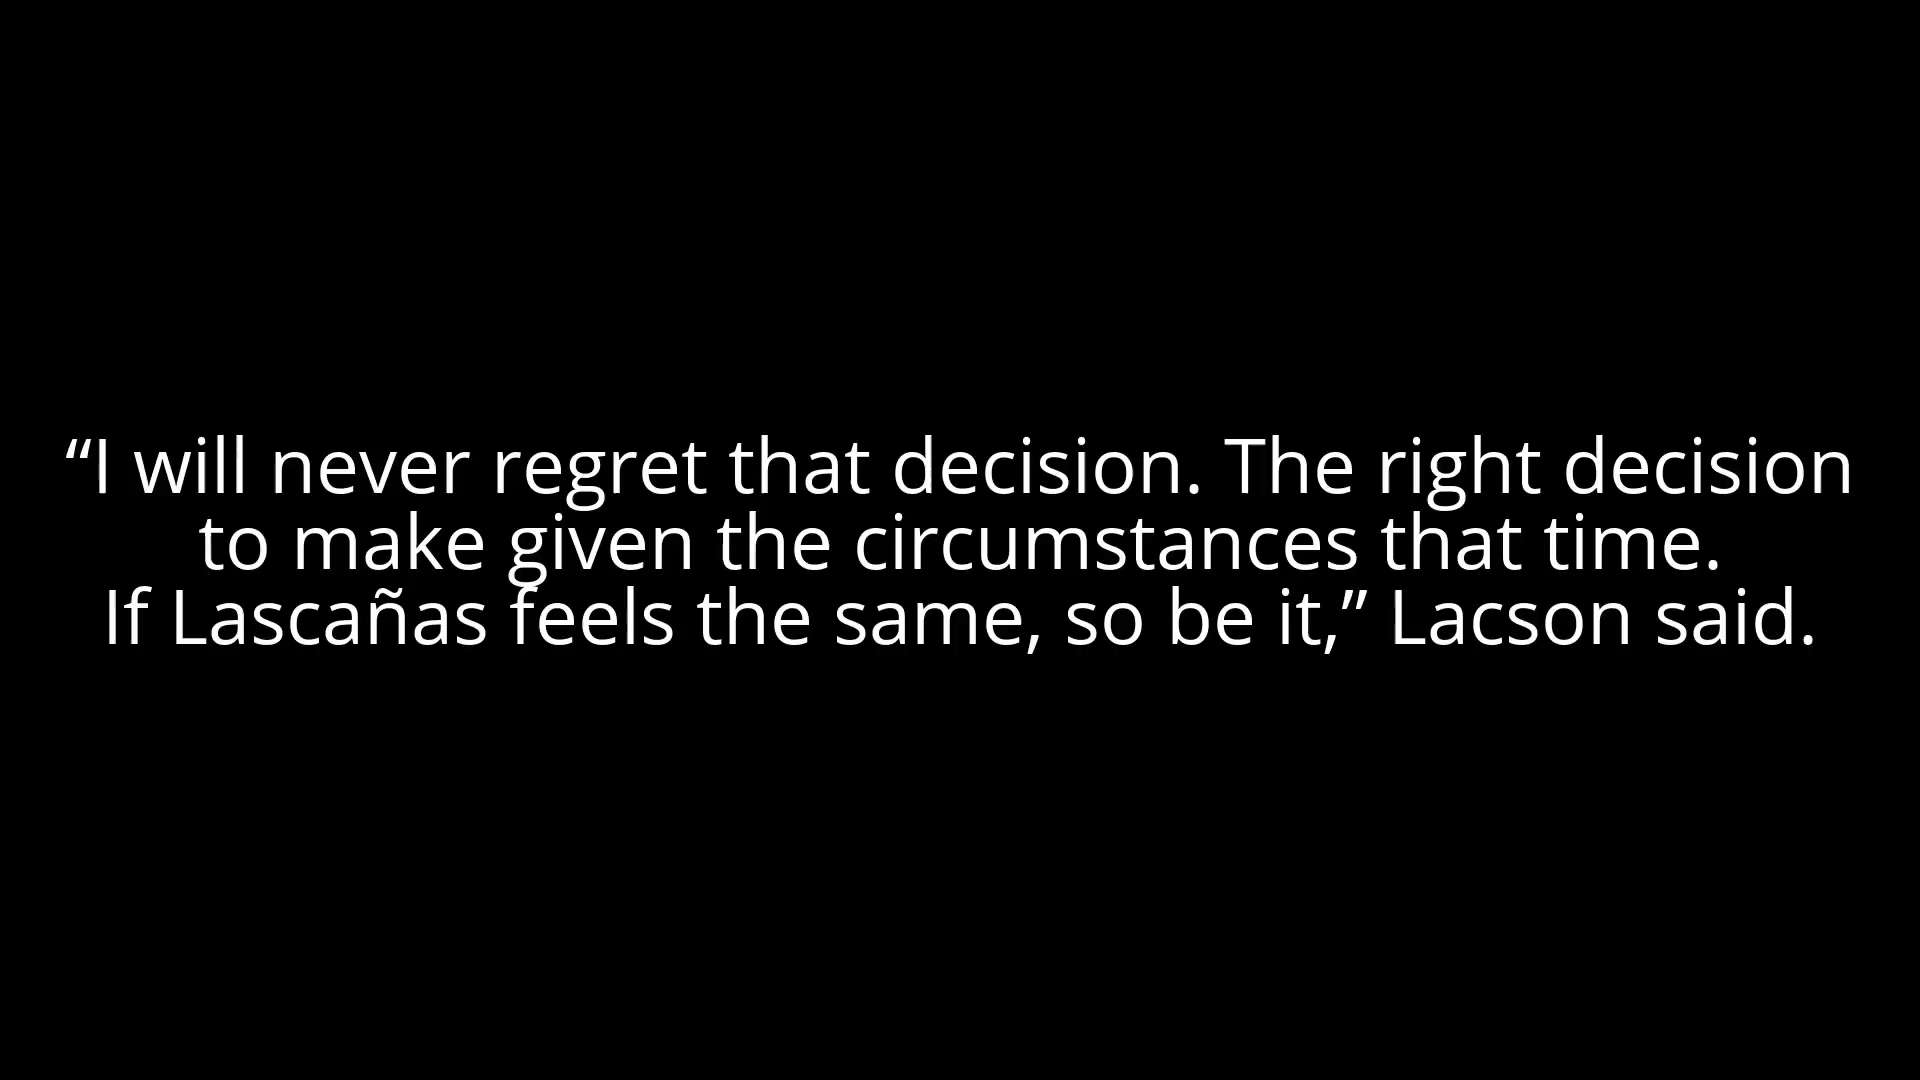 “I will never regret that decision. The right decision
to make given the circumstances that time.
If Lascañas feels the same, so be it,” Lacson said.